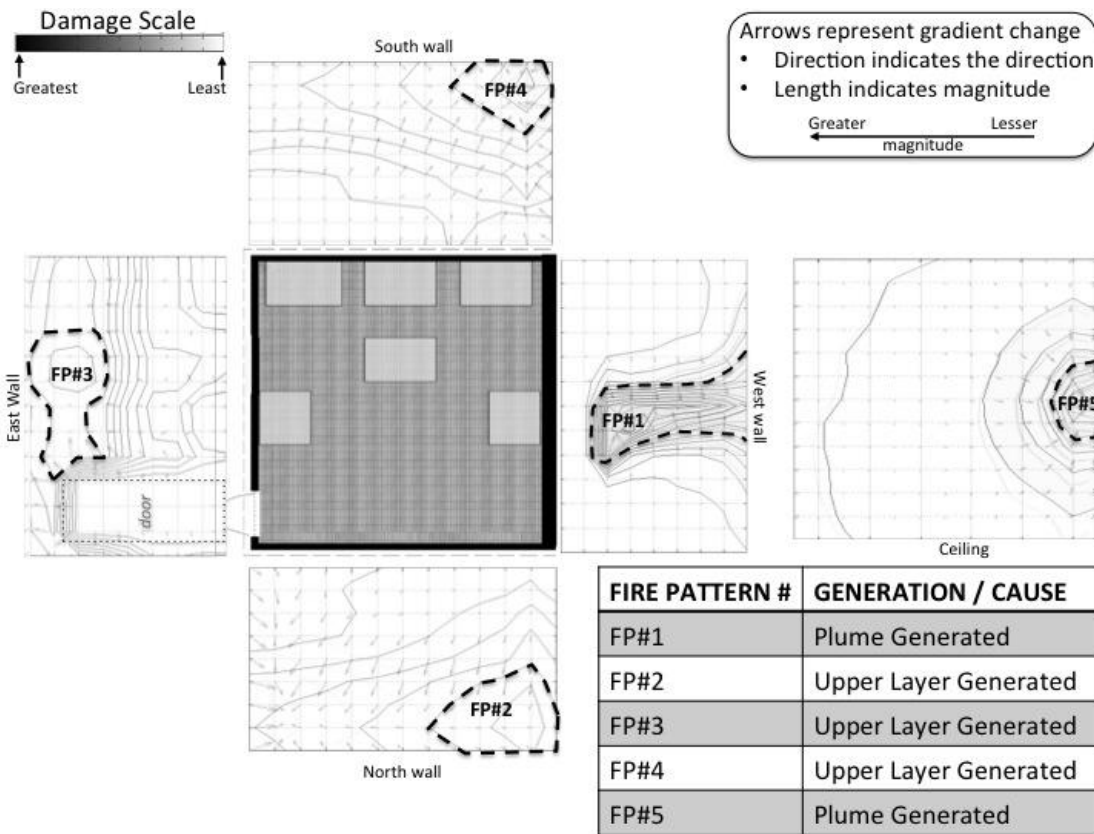 Damage Scale
Greatest
Least
South wall
FP#4
Arrows represent gradient change
• Direction indicates the direction
• Length indicates magnitude
Greater
Lesser
magnitude
East Wall
FP#3
door
FP#1
West wall
FP#5
Ceiling
FP#2
North wall
FIRE PATTERN # GENERATION / CAUSE
FP#1 Plume Generated
FP#2 Upper Layer Generated
FP#3 Upper Layer Generated
FP#4 Upper Layer Generated
FP#5 Plume Generated